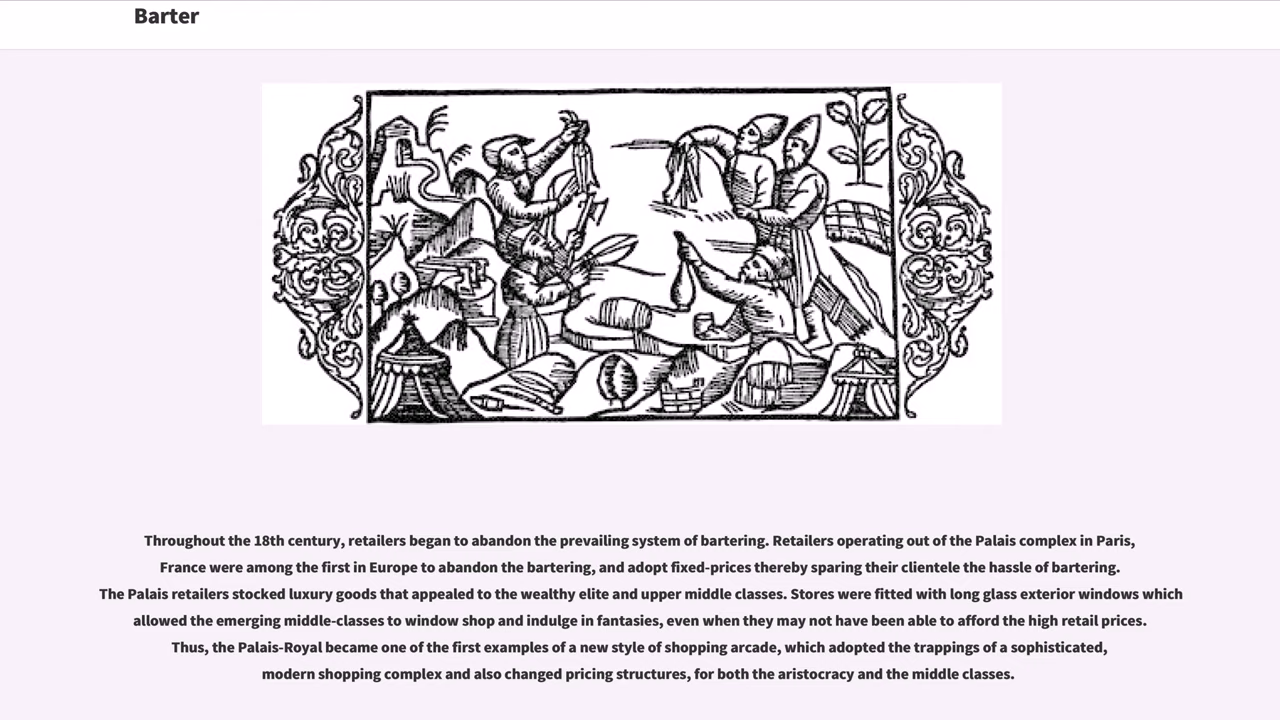 Barter
Throughout the 18th century, retailers began to abandon the prevailing system of bartering. Retailers operating out of the Palais complex in Paris,
France were among the first in Europe to abandon the bartering, and adopt fixed-prices thereby sparing their clientele the hassle of bartering.
The Palais retailers stocked luxury goods that appealed to the wealthy elite and upper middle classes. Stores were fitted with long glass exterior windows which
allowed the emerging middle-classes to window shop and indulge in fantasies, even when they may not have been able to afford the high retail prices.
Thus, the Palais-Royal became one of the first examples of a new style of shopping arcade, which adopted the trappings of a sophisticated,
modern shopping complex and also changed pricing structures, for both the aristocracy and the middle classes.